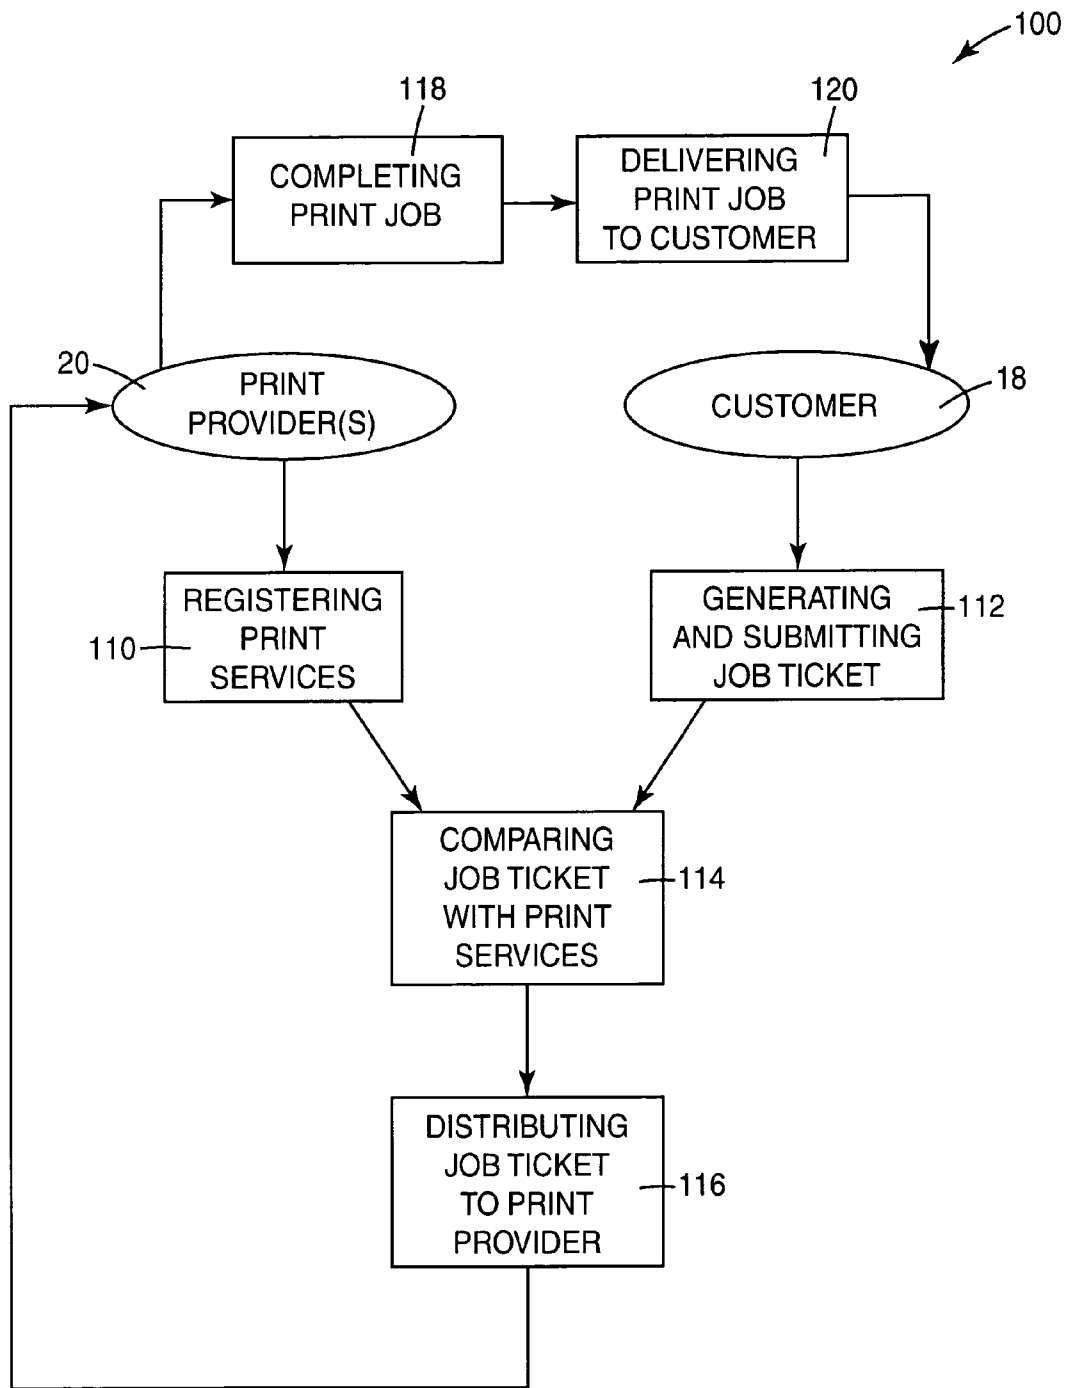 100
118
120
COMPLETING
PRINT JOB
DELIVERING
PRINT JOB
TO CUSTOMER
20
PRINT
PROVIDER(S)
18
CUSTOMER
110
REGISTERING
PRINT
SERVICES
GENERATING
AND SUBMITTING
JOB TICKET
112
COMPARING
JOB TICKET
WITH PRINT
SERVICES
114
DISTRIBUTING
JOB TICKET
TO PRINT
PROVIDER
116